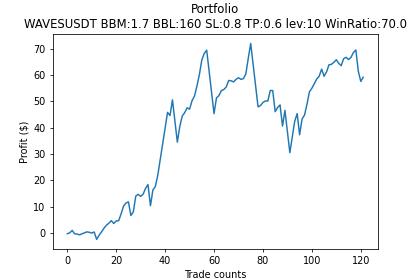 Portfolio
WAVESUSDT BBM:1.7 BBL:160 SL:0.8 TP:0.6 lev:10 WinRatio:70.0
70
60
50
40
30
20
10
0
Profit ($)
0 20 40 60 80 100 120
Trade counts